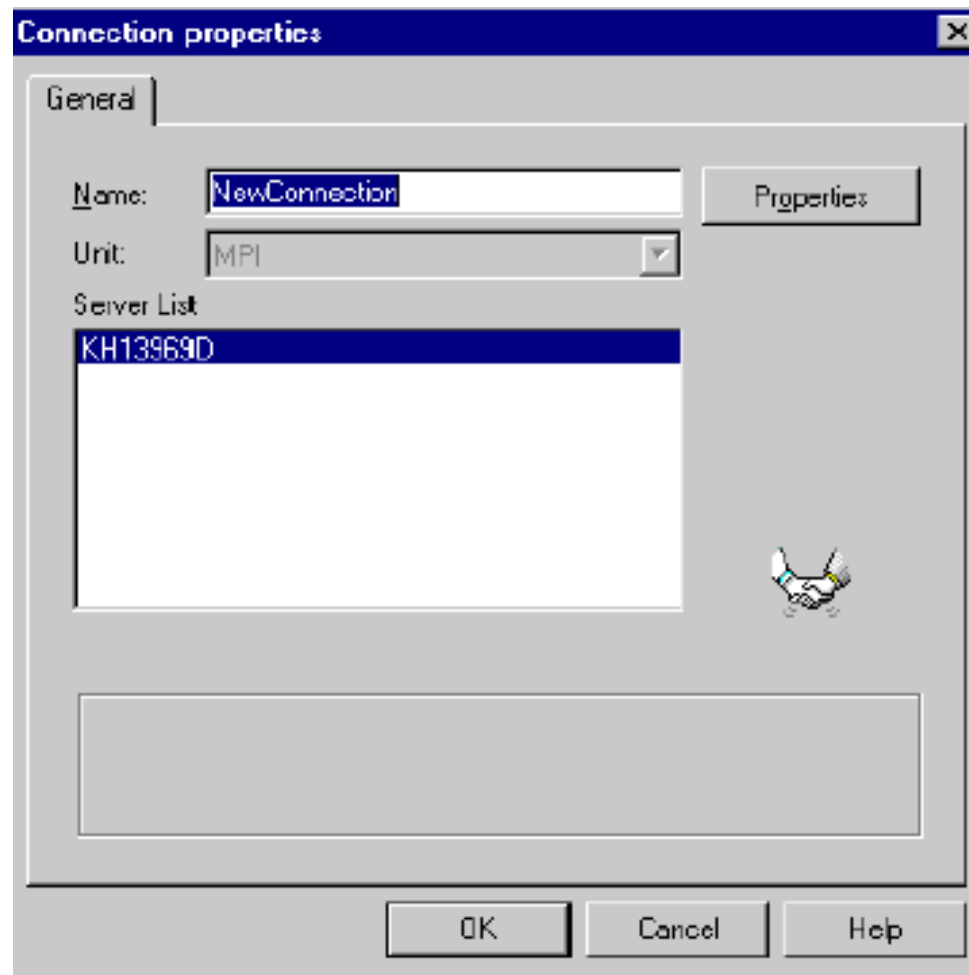 Connection properties
General
Name:
NewConnection
Properties
Unit:
MPI
Server List
KH13969D
OK
Cancel
Help